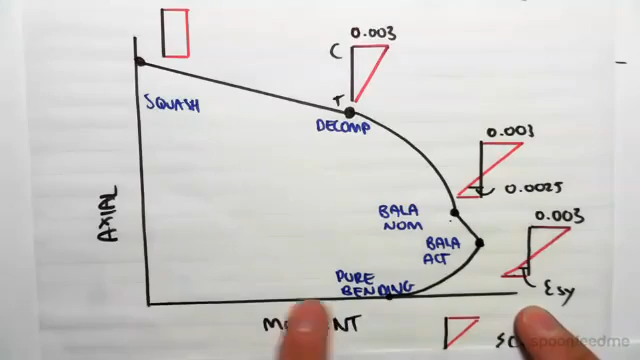 0.003
C
T
SQUASH
DECOMP
0.003
0.0025
BALA
NOM
0.003
BALA
ACT
AXIAL
PURE
BENDING
εsy
spoonfeedme